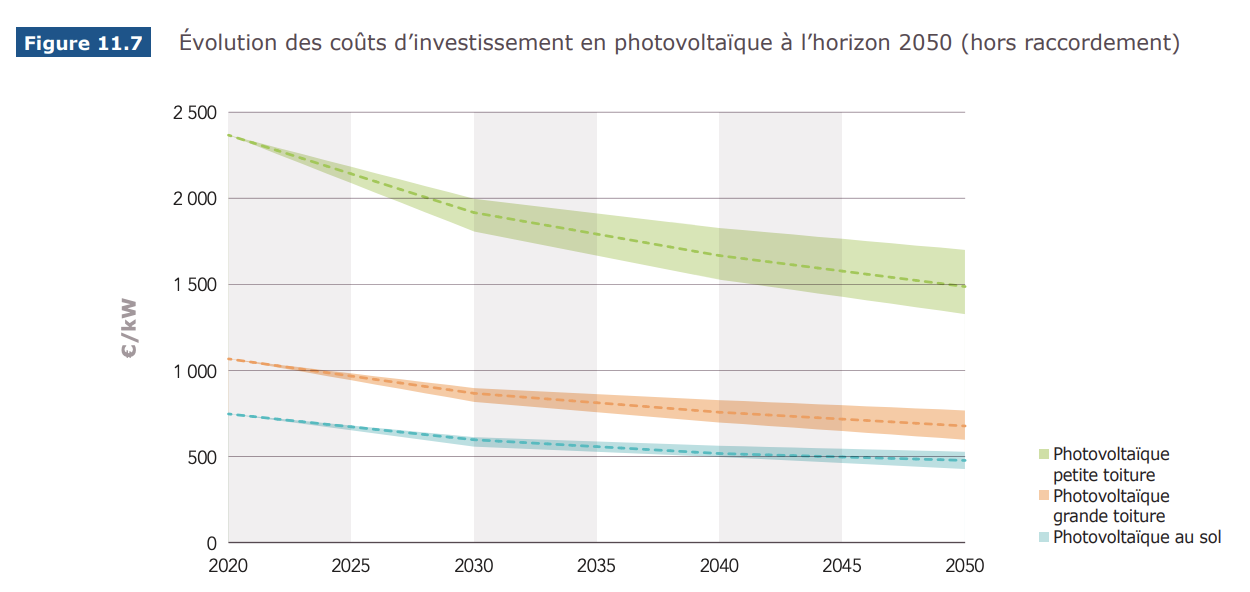 Figure 11.7 Évolution des coûts d’investissement en photovoltaïque à l’horizon 2050 (hors raccordement)
2 500
2 000
1 500
1 000
500
0
€/kW
2020 2025 2030 2035 2040 2045 2050
Photovoltaïque
petite toiture
Photovoltaïque
grande toiture
Photovoltaïque au sol